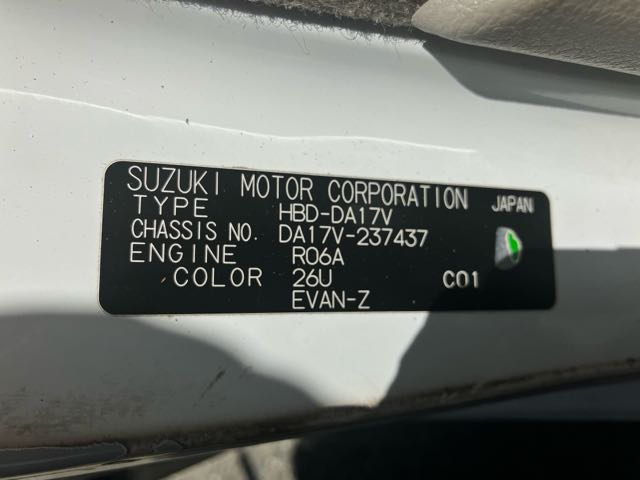 SUZUKI MOTOR CORPORATION JAPAN
TYPE HBD-DA17V
CHASSIS NO. DA17V-237437
ENGINE R06A
COLOR 26U C01
EVAN-Z